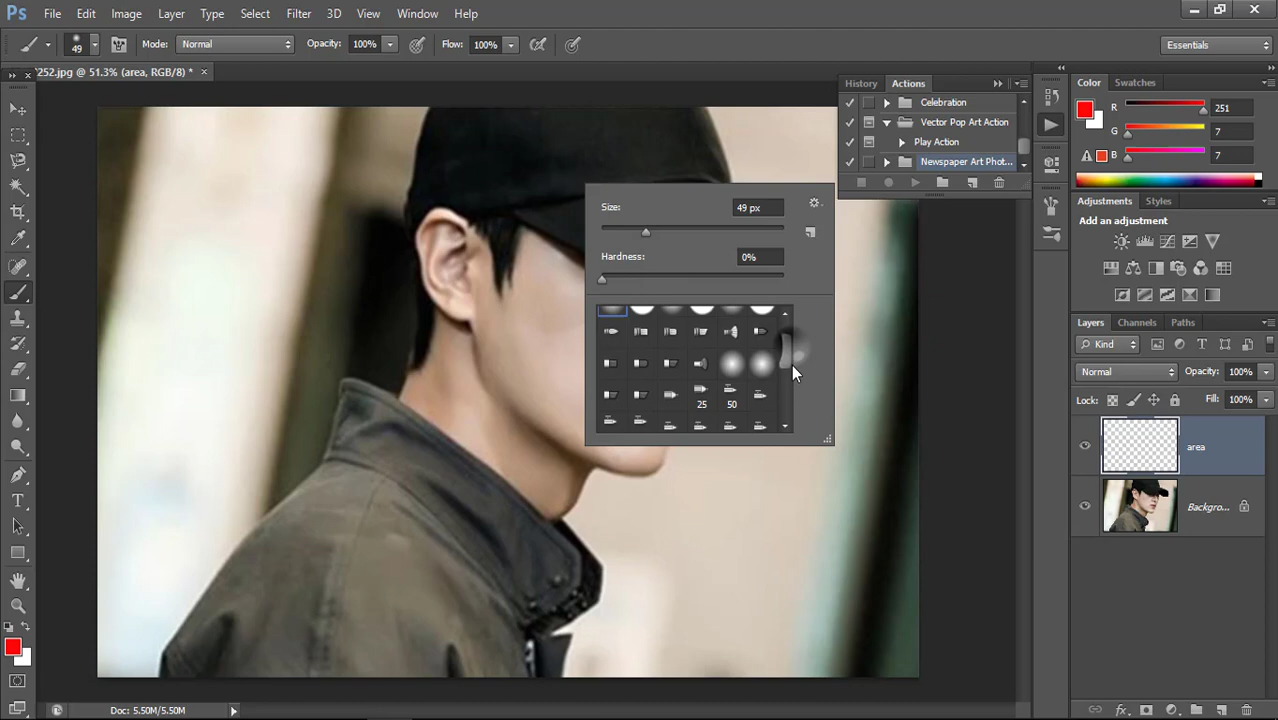 Ps File Edit Image Layer Type Select Filter 3D View Window Help
49 Mode: Normal Opacity: 100% Flow: 100% Essentials
252.jpg @ 51.3% (area, RGB/8) *
History Actions
Celebration
Vector Pop Art Action
Play Action
Newspaper Art Phot...
Color Swatches
R 251
G 7
B 7
Adjustments Styles
Add an adjustment
Size: 49 px
Hardness: 0%
25 50
Layers Channels Paths
Kind
Normal Opacity: 100%
Lock: Fill: 100%
area
Backgro...
Doc: 5.50M/5.50M